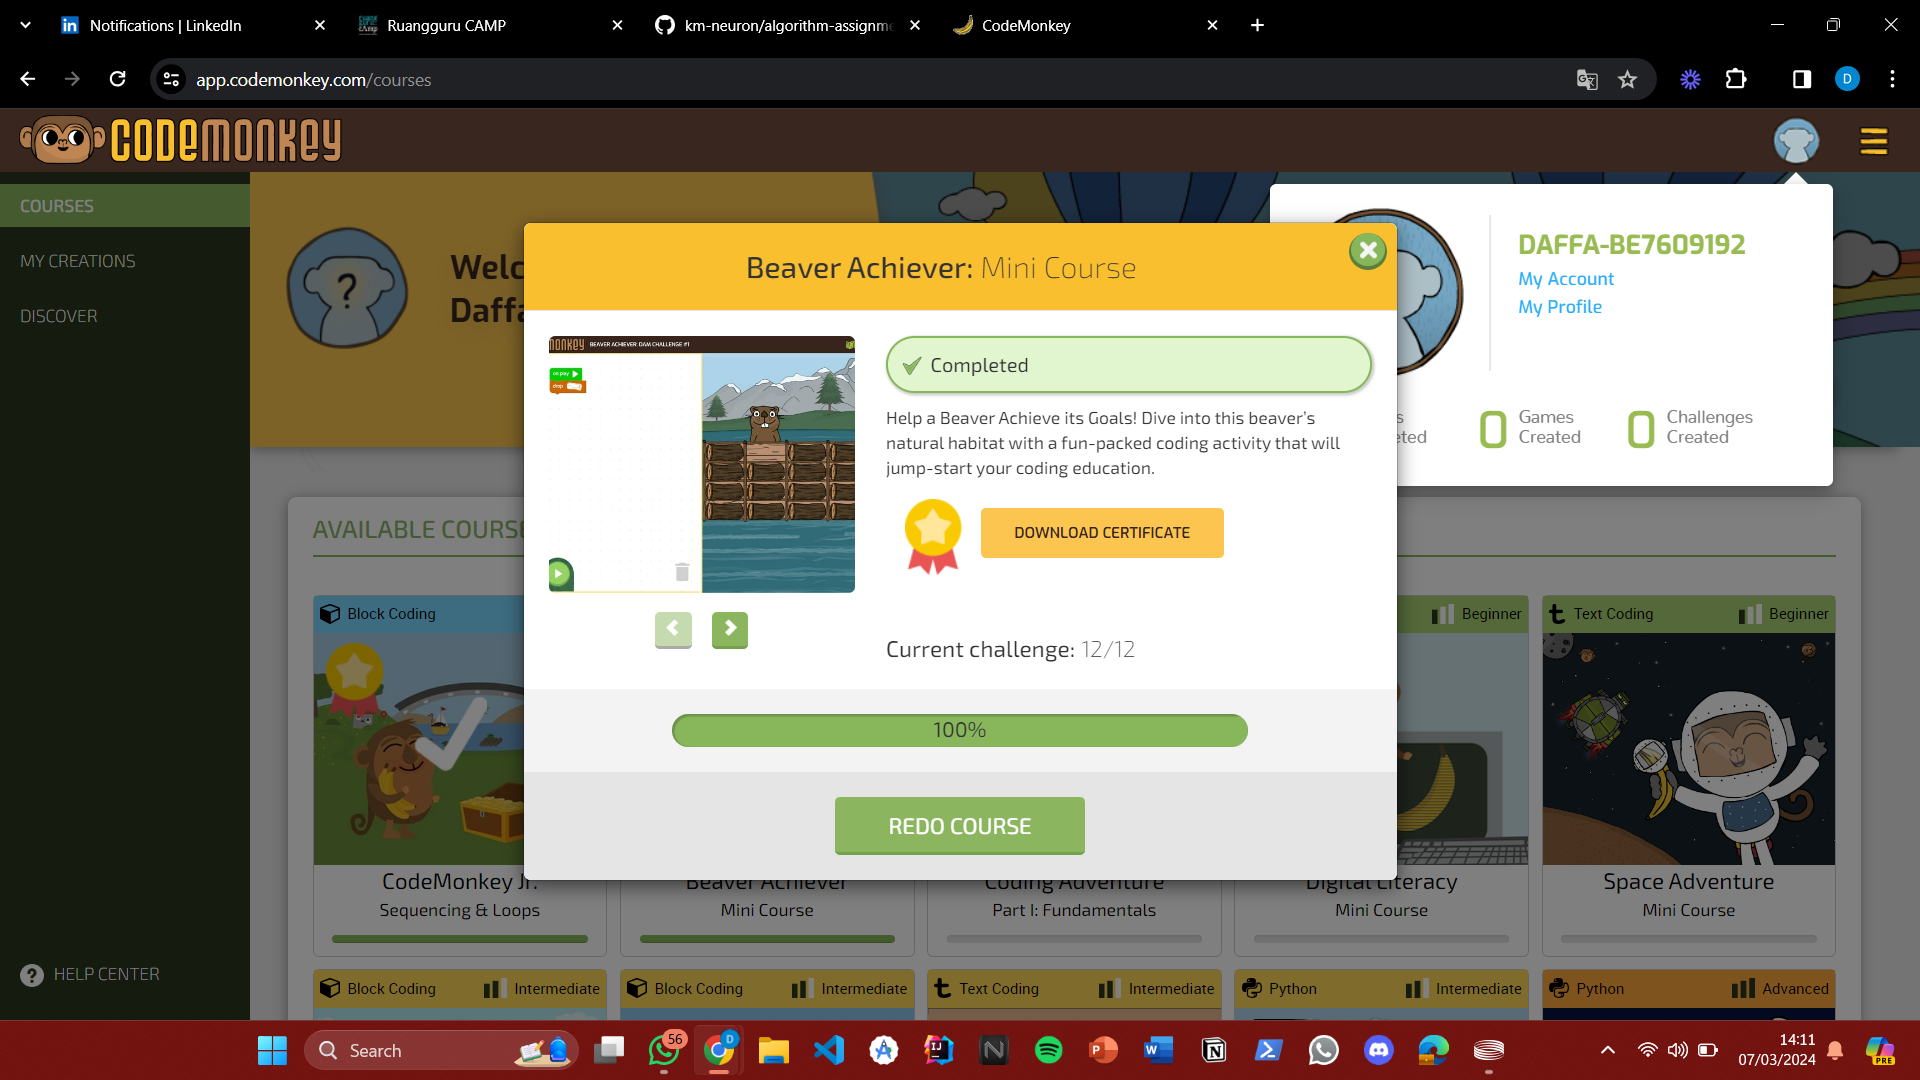 Notifications | LinkedIn
Ruangguru CAMP
km-neuron/algorithm-assignme
CodeMonkey
app.codemonkey.com/courses
D
CODEMONKEY
COURSES
MY CREATIONS
DISCOVER
HELP CENTER
Welc
Daffa
DAFFA-BE7609192
My Account
My Profile
0 Games Created
0 Challenges Created
Beaver Achiever: Mini Course
BEAVER ACHIEVER: DAM CHALLENGE #1
on play
drop
Completed
Help a Beaver Achieve its Goals! Dive into this beaver's
natural habitat with a fun-packed coding activity that will
jump-start your coding education.
DOWNLOAD CERTIFICATE
Current challenge: 12/12
100%
REDO COURSE
AVAILABLE COURS
Block Coding
Beginner
Text Coding Beginner
CodeMonkey Jr.
Sequencing & Loops
Beaver Achiever
Mini Course
Coding Adventure
Part I: Fundamentals
Digital Literacy
Mini Course
Space Adventure
Mini Course
Block Coding Intermediate
Block Coding Intermediate
Text Coding Intermediate
Python Intermediate
Python Advanced
Search
56
D
14:11
07/03/2024
PRE